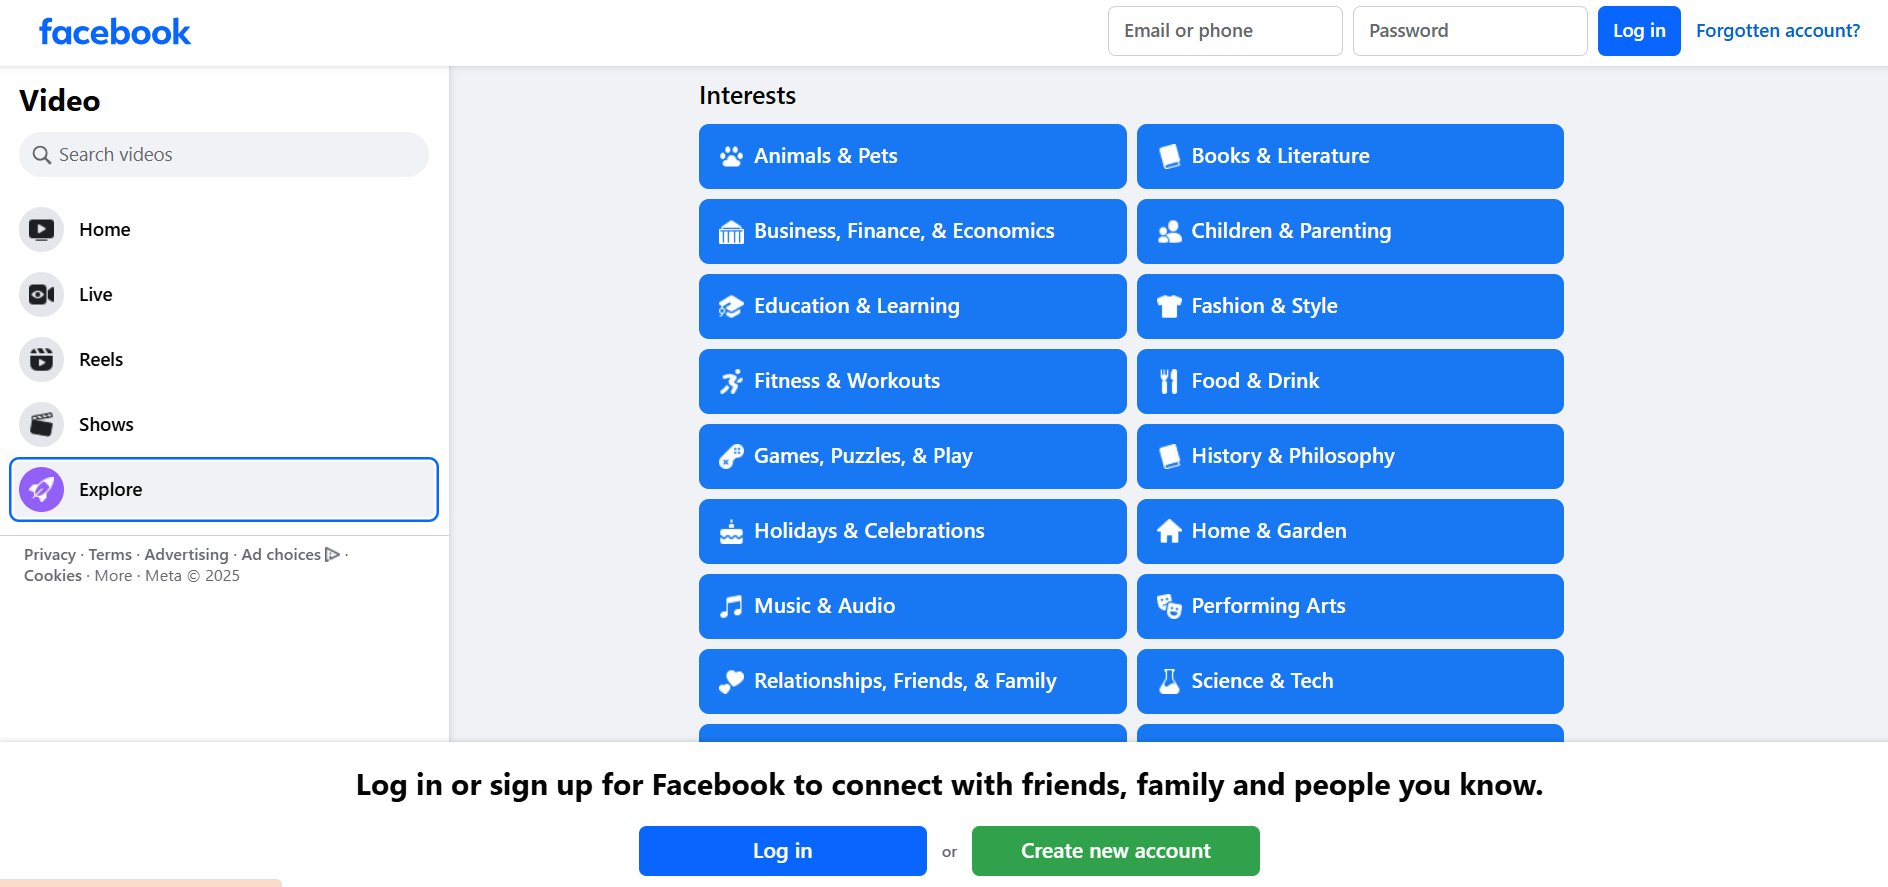 facebook
Email or phone
Password
Log in
Forgotten account?
Video
Search videos
Home
Live
Reels
Shows
Explore
Privacy · Terms · Advertising · Ad choices ·
Cookies · More · Meta © 2025
Interests
Animals & Pets
Books & Literature
Business, Finance, & Economics
Children & Parenting
Education & Learning
Fashion & Style
Fitness & Workouts
Food & Drink
Games, Puzzles, & Play
History & Philosophy
Holidays & Celebrations
Home & Garden
Music & Audio
Performing Arts
Relationships, Friends, & Family
Science & Tech
Log in or sign up for Facebook to connect with friends, family and people you know.
Log in
or
Create new account